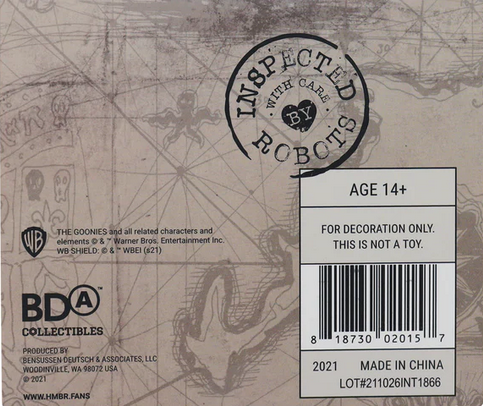 INSPECTED
WITH CARE
BY
ROBOTS
AGE 14+
FOR DECORATION ONLY.
THIS IS NOT A TOY.
WB
THE GOONIES and all related characters and
elements © & ™ Warner Bros. Entertainment Inc.
WB SHIELD: © & ™ WBEI (s21)
BDA™
COLLECTIBLES
PRODUCED BY
BENSUSSEN DEUTSCH & ASSOCIATES, LLC
WOODINVILLE, WA 98072 USA
© 2021
WWW.HMBR.FANS
8 18730 02015 7
2021 MADE IN CHINA
LOT#211026INT1866